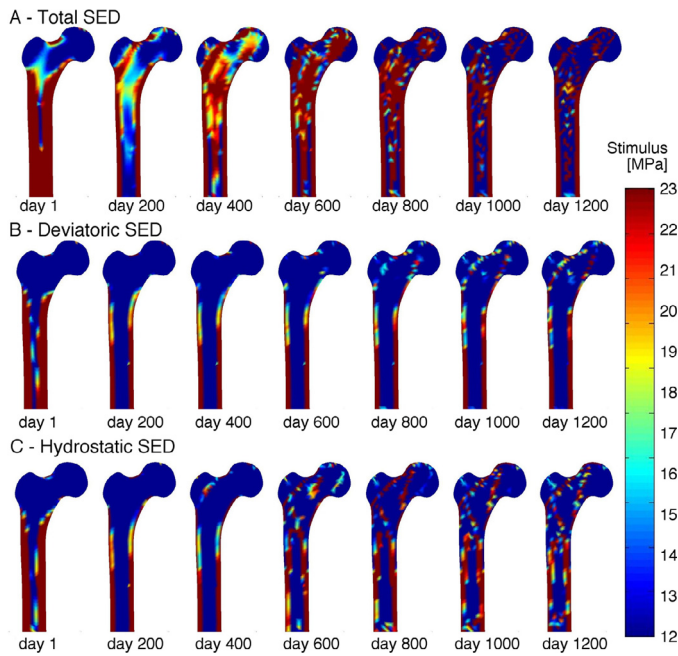 A - Total SED
day 1 day 200 day 400 day 600 day 800 day 1000 day 1200
Stimulus
[MPa]
23
22
21
20
19
18
17
16
15
14
13
12
B - Deviatoric SED
day 1 day 200 day 400 day 600 day 800 day 1000 day 1200
C - Hydrostatic SED
day 1 day 200 day 400 day 600 day 800 day 1000 day 1200